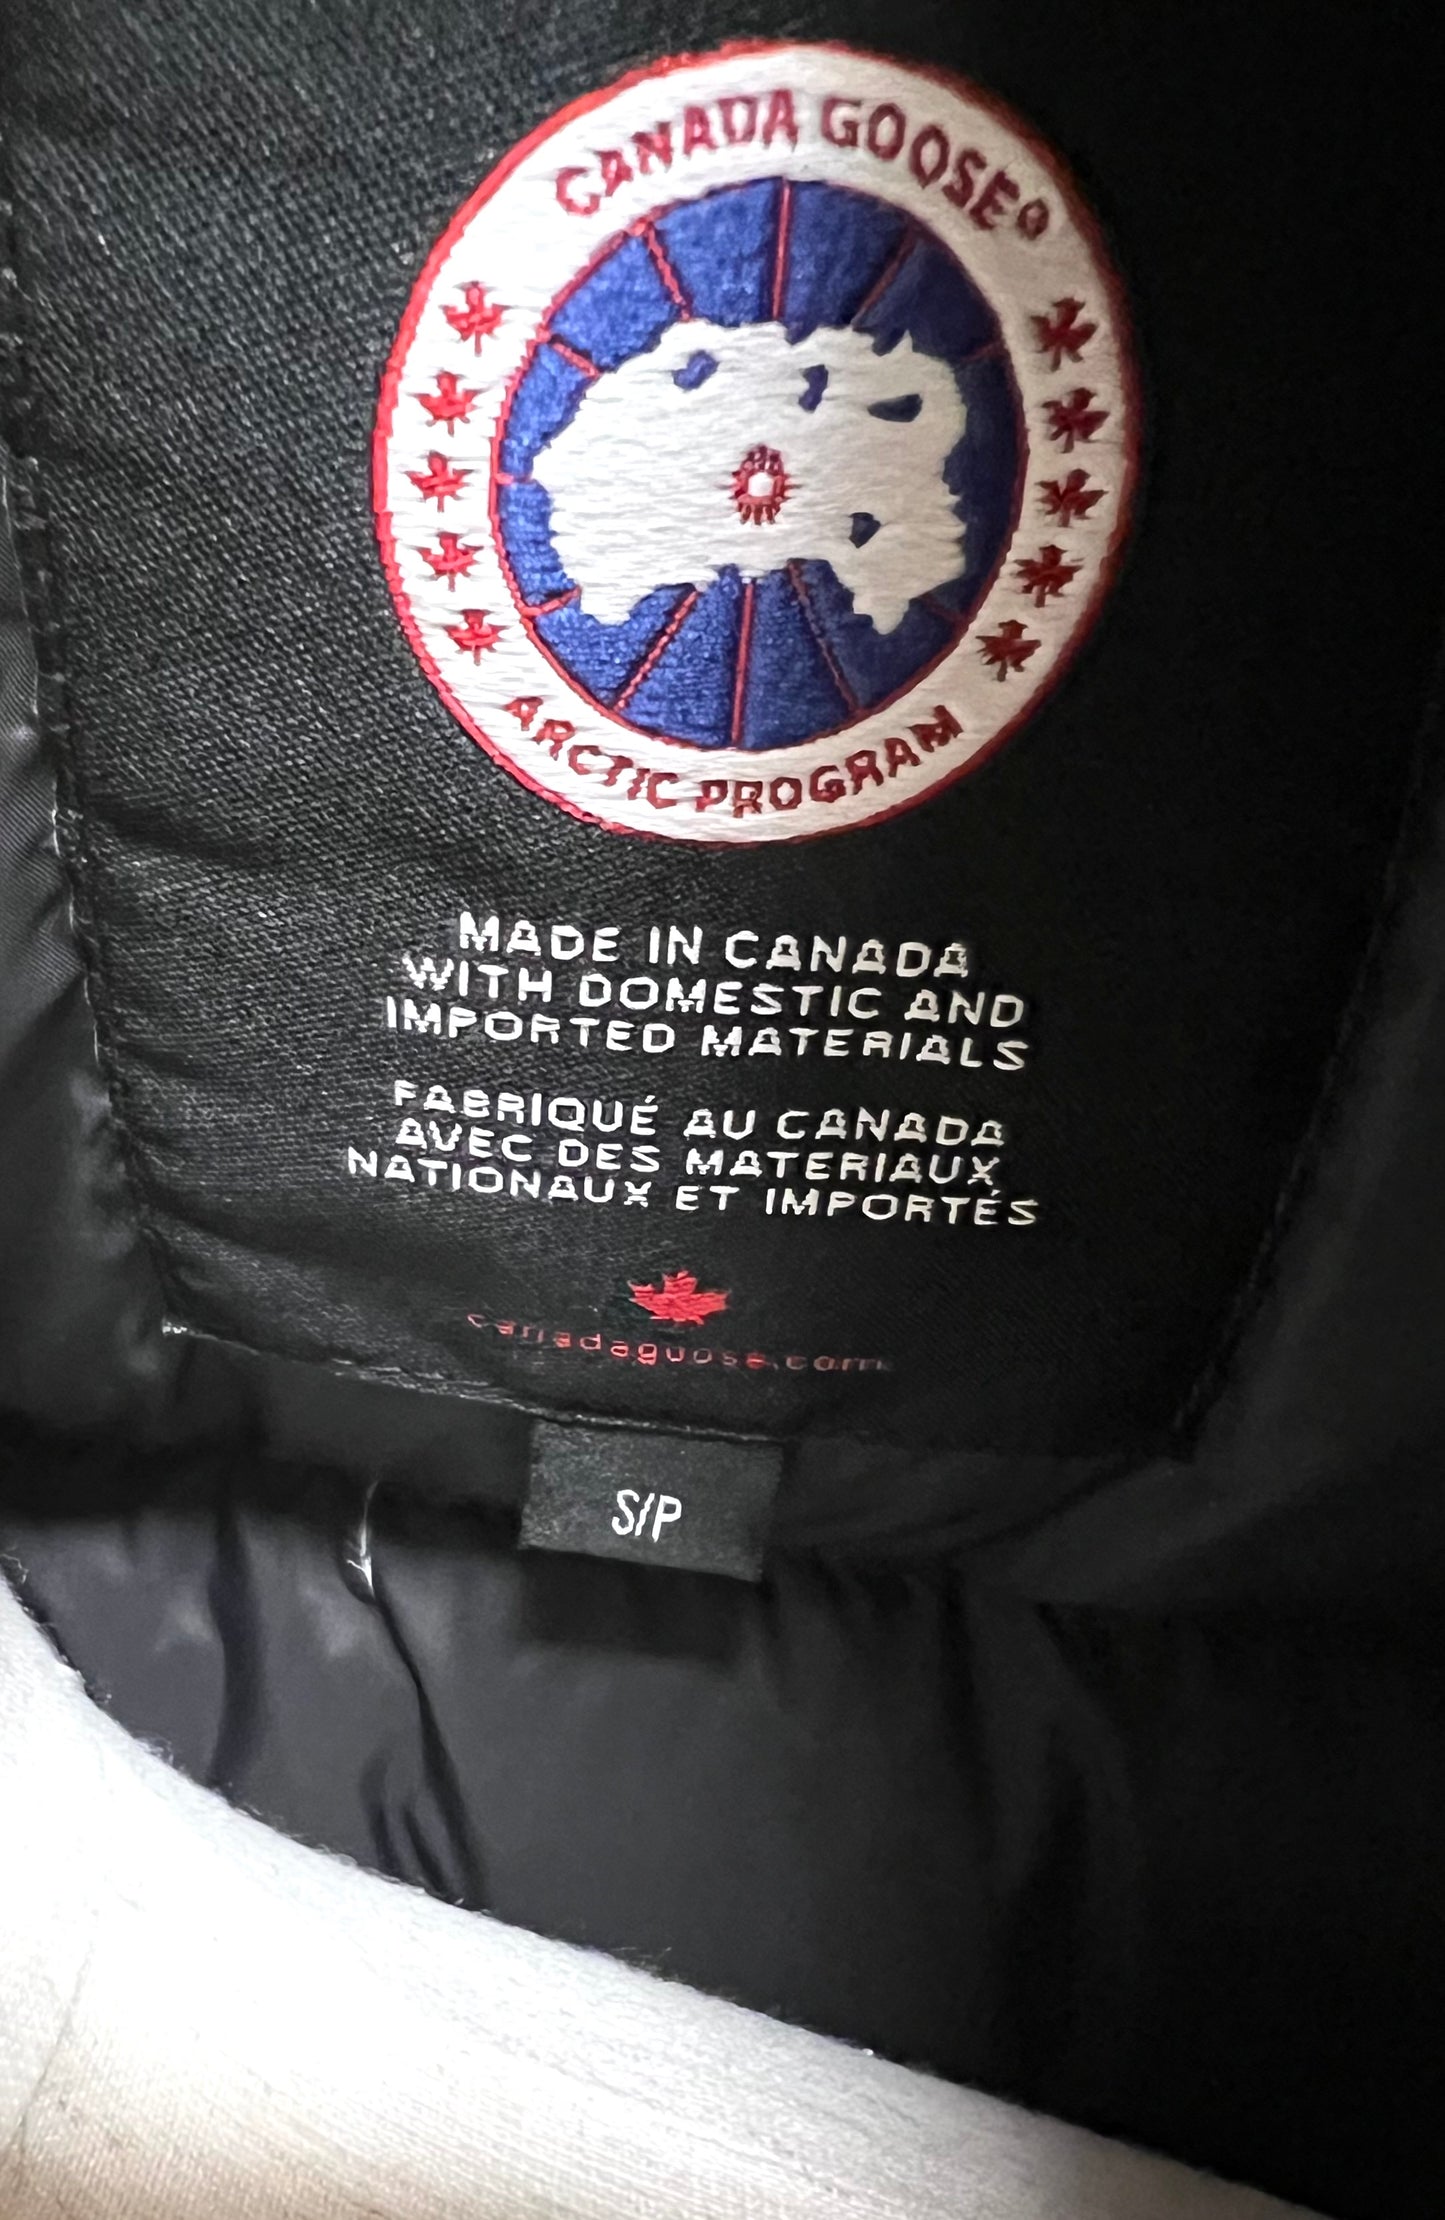 CANADA GOOSE®
ARCTIC PROGRAM
MADE IN CANADA
WITH DOMESTIC AND
IMPORTED MATERIALS
FABRIQUÉ AU CANADA
AVEC DES MATERIAUX
NATIONAUX ET IMPORTÉS
canadagoose.com
S/P